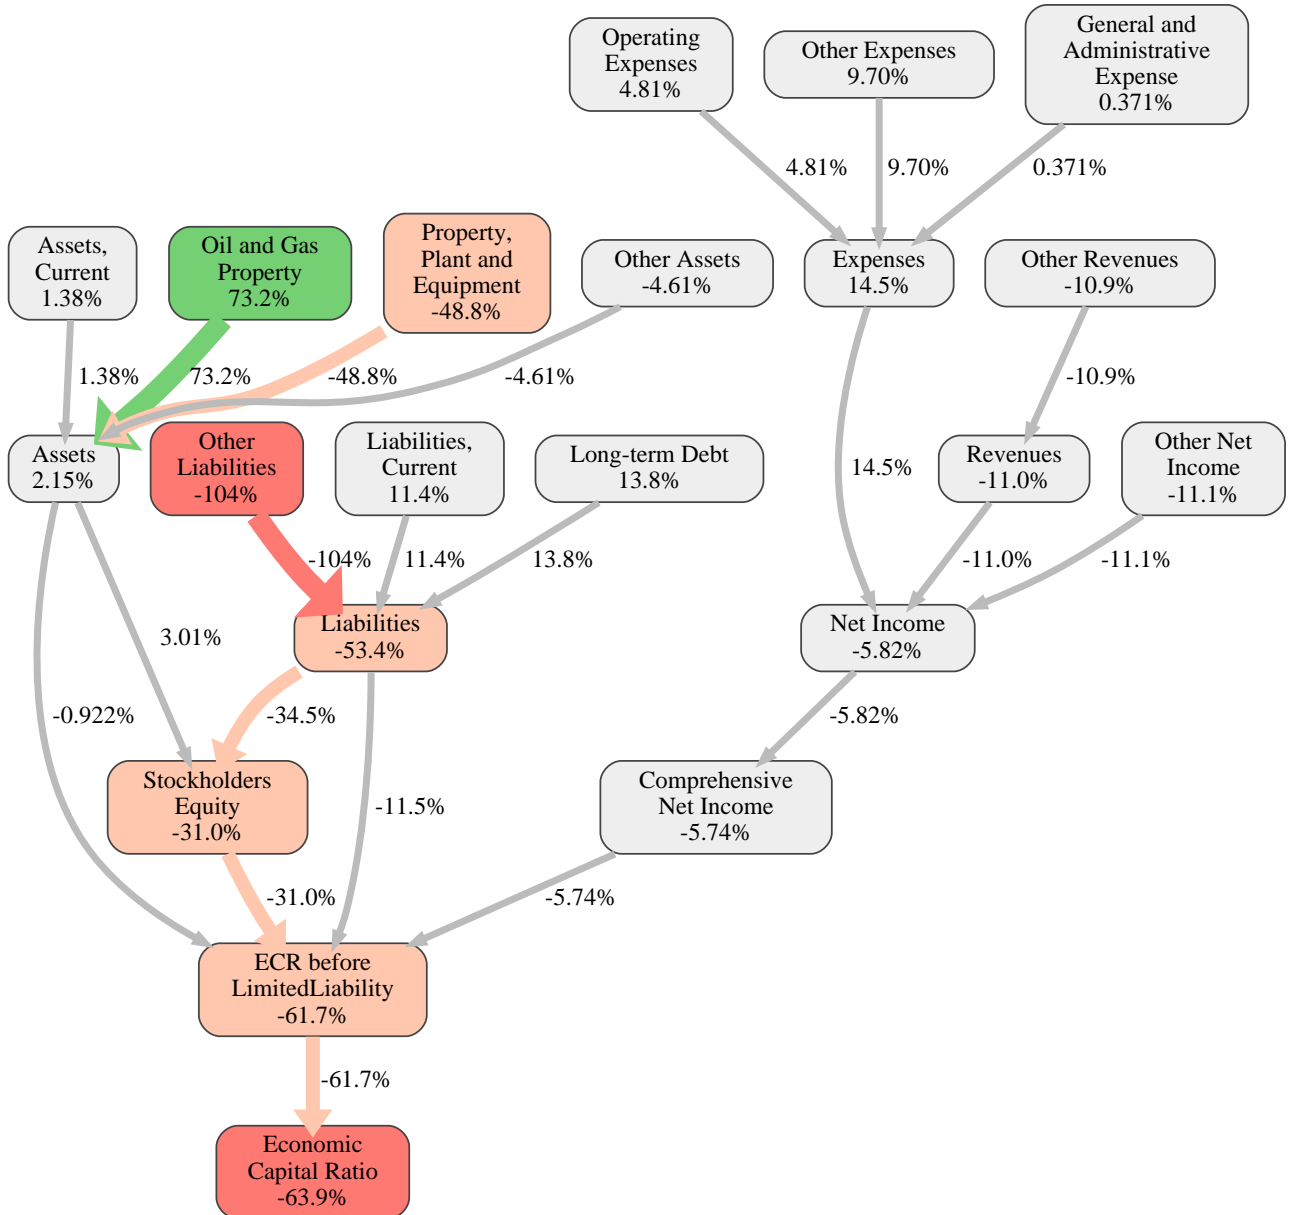 Operating
Expenses
4.81%
Other Expenses
9.70%
General and
Administrative
Expense
0.371%
4.81%
9.70%
0.371%
Assets,
Current
1.38%
Oil and Gas
Property
73.2%
Property,
Plant and
Equipment
-48.8%
Other Assets
-4.61%
Expenses
14.5%
Other Revenues
-10.9%
1.38%
73.2%
-48.8%
-4.61%
-10.9%
Assets
2.15%
Other
Liabilities
-104%
Liabilities,
Current
11.4%
Long-term Debt
13.8%
14.5%
Revenues
-11.0%
Other Net
Income
-11.1%
-104%
11.4%
13.8%
-11.0%
-11.1%
Liabilities
-53.4%
Net Income
-5.82%
3.01%
-0.922%
-34.5%
-5.82%
Stockholders
Equity
-31.0%
-11.5%
Comprehensive
Net Income
-5.74%
-31.0%
-5.74%
ECR before
LimitedLiability
-61.7%
-61.7%
Economic
Capital Ratio
-63.9%